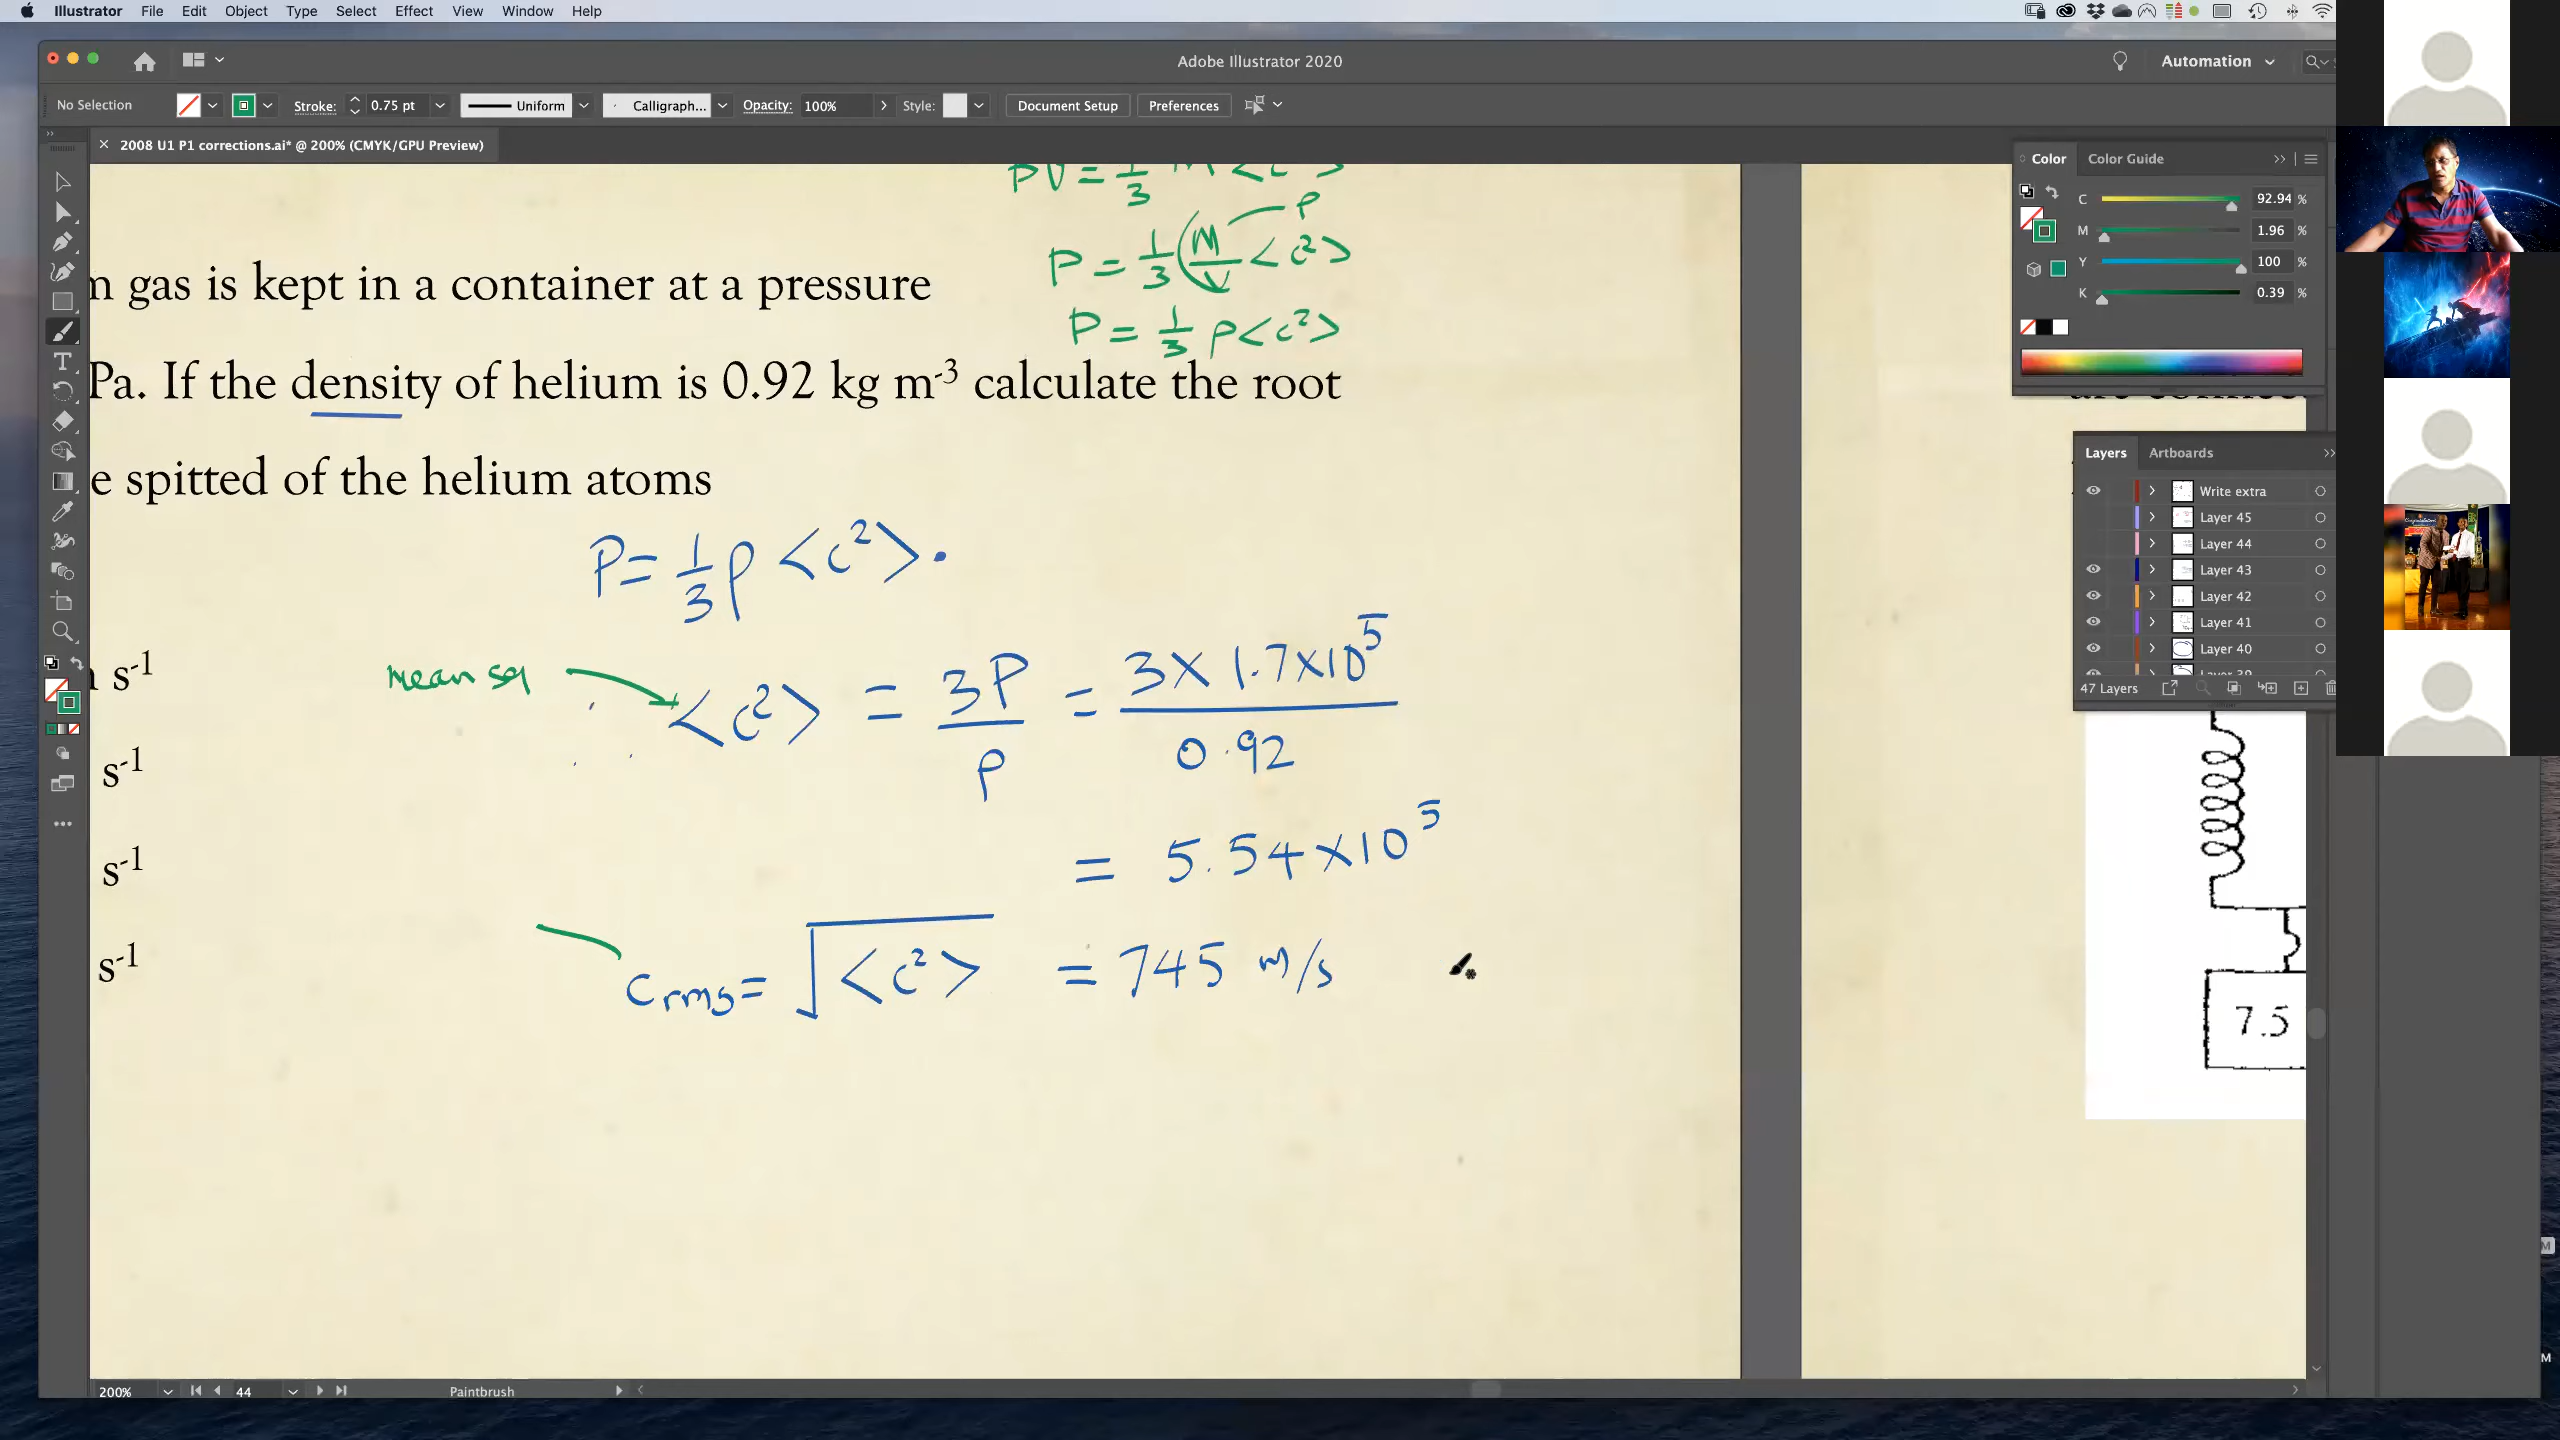 Illustrator File Edit Object Type Select Effect View Window Help
Adobe Illustrator 2020
Automation
No Selection Stroke: 0.75 pt Uniform Calligraph... Opacity: 100% Style: Document Setup Preferences
× 2008 U1 P1 corrections.ai* @ 200% (CMYK/GPU Preview)
PV = 1/3 M <c²>
P = 1/3 (M/V) <c²>
ρ
m gas is kept in a container at a pressure
P = 1/3 ρ<c²>
Pa. If the density of helium is 0.92 kg m-3 calculate the root
e spitted of the helium atoms
P = 1/3 ρ <c²>.
mean sq
<c²> = 3P/ρ = 3 × 1.7×10⁵ / 0.92
= 5.54×10⁵
Crms = √<c²> = 745 m/s
s-1
s-1
s-1
s-1
Color Color Guide
C 92.94 %
M 1.96 %
Y 100 %
K 0.39 %
Layers Artboards
Write extra
Layer 45
Layer 44
Layer 43
Layer 42
Layer 41
Layer 40
Layer 39
47 Layers
7.5
200% 44 Paintbrush